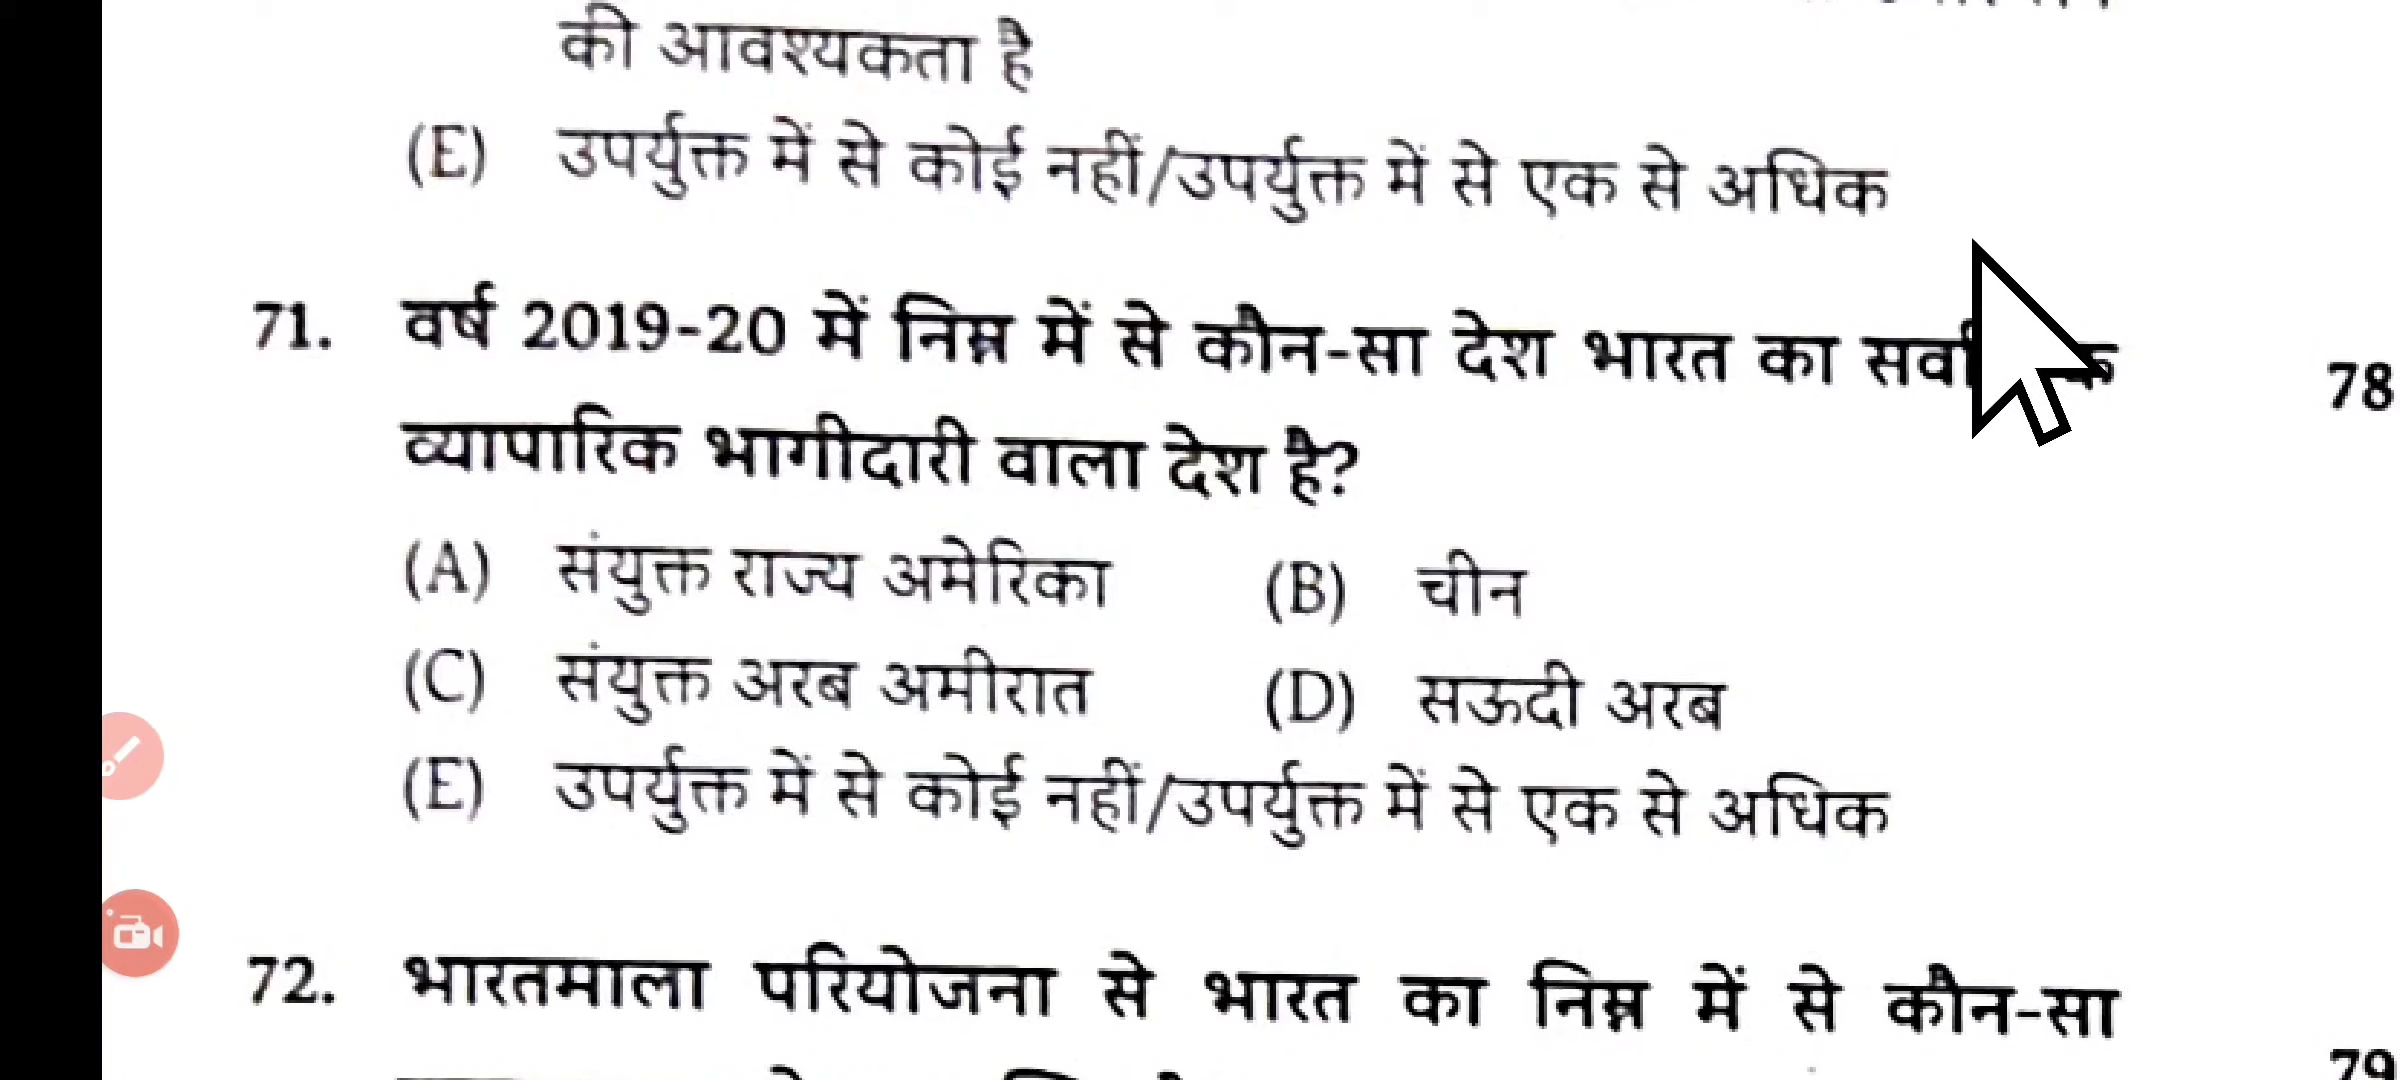 की आवश्यकता है
(E) उपर्युक्त में से कोई नहीं/उपर्युक्त में से एक से अधिक
71. वर्ष 2019-20 में निम्न में से कौन-सा देश भारत का
व्यापारिक भागीदारी वाला देश है?
(A) संयुक्त राज्य अमेरिका (B) चीन
(C) संयुक्त अरब अमीरात (D) सऊदी अरब
(E) उपर्युक्त में से कोई नहीं/उपर्युक्त में से एक से अधिक
72. भारतमाला परियोजना से भारत का निम्न में से कौन-सा
78
79